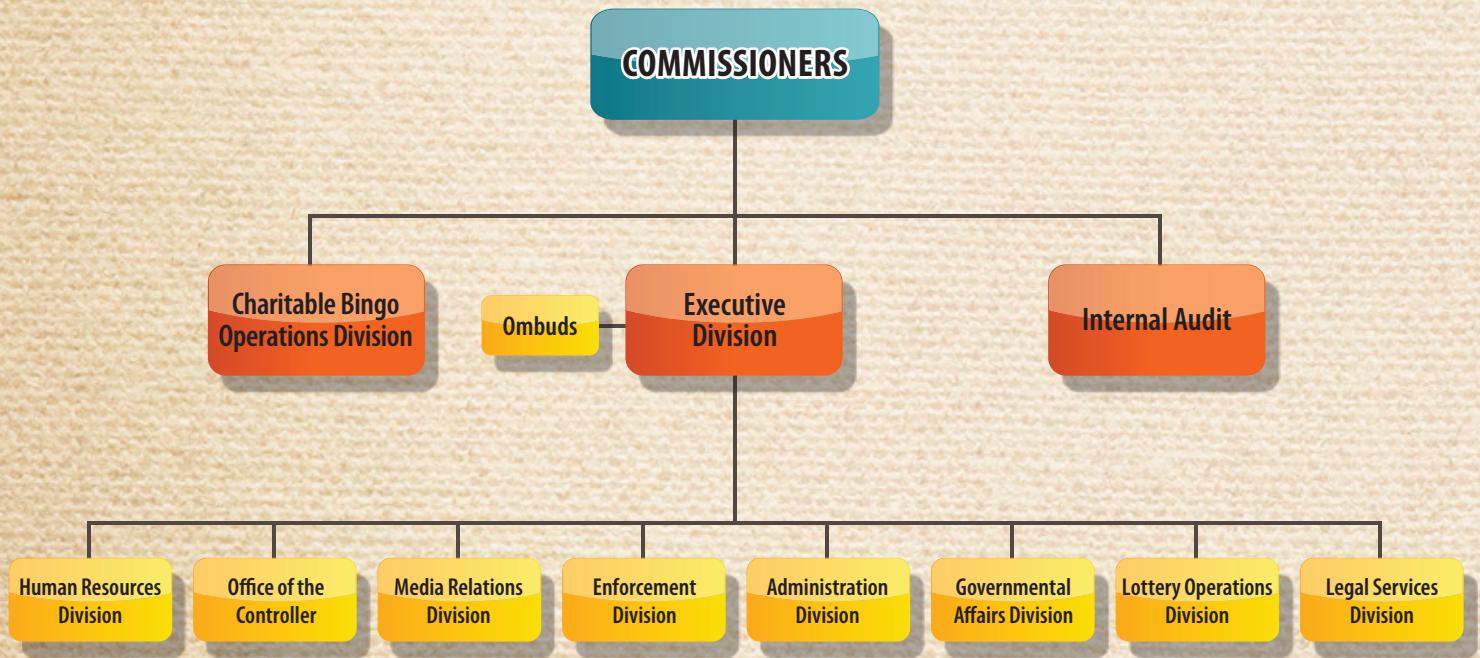 COMMISSIONERS
Charitable Bingo
Operations Division
Ombuds
Executive
Division
Internal Audit
Human Resources
Division
Office of the
Controller
Media Relations
Division
Enforcement
Division
Administration
Division
Governmental
Affairs Division
Lottery Operations
Division
Legal Services
Division